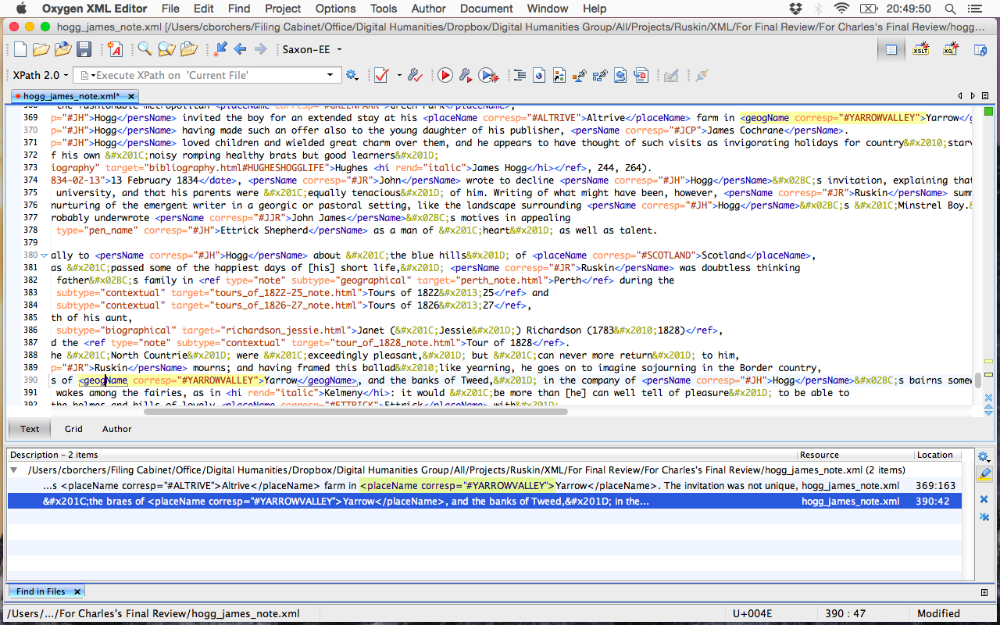 Oxygen XML Editor File Edit Find Project Options Tools Author Document Window Help 20:49:50
hogg_james_note.xml [/Users/cborchers/Filing Cabinet/Office/Digital Humanities/Dropbox/Digital Humanities Group/All/Projects/Ruskin/XML/For Final Review/For Charles's Final Review/hogg…
Saxon-EE
XSLT XQ
XPath 2.0 Execute XPath on 'Current File'
hogg_james_note.xml*
368 the fashionable metropolitan <placeName corresp="#GREENPARK">Green Park</placeName>,
369 p="#JH">Hogg</persName> invited the boy for an extended stay at his <placeName corresp="#ALTRIVE">Altrive</placeName> farm in <geogName corresp="#YARROWVALLEY">Yarrow</g
370 p="#JH">Hogg</persName> having made such an offer also to the young daughter of his publisher, <persName corresp="#JCP">James Cochrane</persName>.
371 p="#JH">Hogg</persName> loved children and wielded great charm over them, and he appears to have thought of such visits as invigorating holidays for country&#x2010;starv
372 f his own &#x201C;noisy romping healthy brats but good learners&#x201D;
373 iography" target="bibliography.html#HUGHESHOGGLIFE">Hughes <hi rend="italic">James Hogg</hi></ref>, 244, 264).
374 834-02-13">13 February 1834</date>, <persName corresp="#JR">John</persName> wrote to decline <persName corresp="#JH">Hogg</persName>&#x02BC;s invitation, explaining that
375 university, and that his parents were &#x201C;equally tenacious&#x201D; of him. Writing of what might have been, however, <persName corresp="#JR">Ruskin</persName> summ
376 nurturing of the emergent writer in a georgic or pastoral setting, like the landscape surrounding <persName corresp="#JH">Hogg</persName>&#x02BC;s &#x201C;Minstrel Boy.&
377 robably underwrote <persName corresp="#JJR">John James</persName>&#x02BC;s motives in appealing
378 type="pen_name" corresp="#JH">Ettrick Shepherd</persName> as a man of &#x201C;heart&#x201D; as well as talent.
379
380 ally to <persName corresp="#JH">Hogg</persName> about &#x201C;the blue hills&#x201D; of <placeName corresp="#SCOTLAND">Scotland</placeName>,
381 as &#x201C;passed some of the happiest days of [his] short life,&#x201D; <persName corresp="#JR">Ruskin</persName> was doubtless thinking
382 father&#x02BC;s family in <ref type="note" subtype="geographical" target="perth_note.html">Perth</ref> during the
383 subtype="contextual" target="tours_of_1822-25_note.html">Tours of 1822&#x2013;25</ref> and
384 subtype="contextual" target="tours_of_1826-27_note.html">Tours of 1826&#x2013;27</ref>,
385 th of his aunt,
386 subtype="biographical" target="richardson_jessie.html">Janet (&#x201C;Jessie&#x201D;) Richardson (1783&#x2010;1828)</ref>,
387 d the <ref type="note" subtype="contextual" target="tour_of_1828_note.html">Tour of 1828</ref>.
388 he &#x201C;North Countrie&#x201D; were &#x201C;exceedingly pleasant,&#x201D; but &#x201C;can never more return&#x201D; to him,
389 p="#JR">Ruskin</persName> mourns; and having framed this ballad&#x2010;like yearning, he goes on to imagine sojourning in the Border country,
390 s of <geogName corresp="#YARROWVALLEY">Yarrow</geogName>, and the banks of Tweed,&#x201D; in the company of <persName corresp="#JH">Hogg</persName>&#x02BC;s bairns somew
391 wakes among the fairies, as in <hi rend="italic">Kelmeny</hi>: it would &#x201C;be more than [he] can well tell of pleasure&#x201D; to be able to
392 the holmes and hills of lovely <placeName corresp="#ETTRICK">Ettrick</placeName> with&#x201D;
Text Grid Author
Description – 2 items Resource Location
/Users/cborchers/Filing Cabinet/Office/Digital Humanities/Dropbox/Digital Humanities Group/All/Projects/Ruskin/XML/For Final Review/For Charles's Final Review/hogg_james_note.xml (2 items)
...s <placeName corresp="#ALTRIVE">Altrive</placeName> farm in <placeName corresp="#YARROWVALLEY">Yarrow</placeName>. The invitation was not unique, hogg_james_note.xml 369:163
&#x201C;the braes of <placeName corresp="#YARROWVALLEY">Yarrow</placeName>, and the banks of Tweed,&#x201D; in the... hogg_james_note.xml 390:42
Find in Files
/Users/.../For Charles's Final Review/hogg_james_note.xml U+004E 390 : 47 Modified